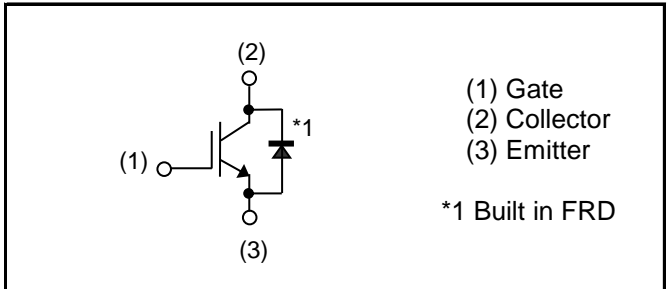 (2)
*1
(1)
(3)
(1) Gate
(2) Collector
(3) Emitter
*1 Built in FRD